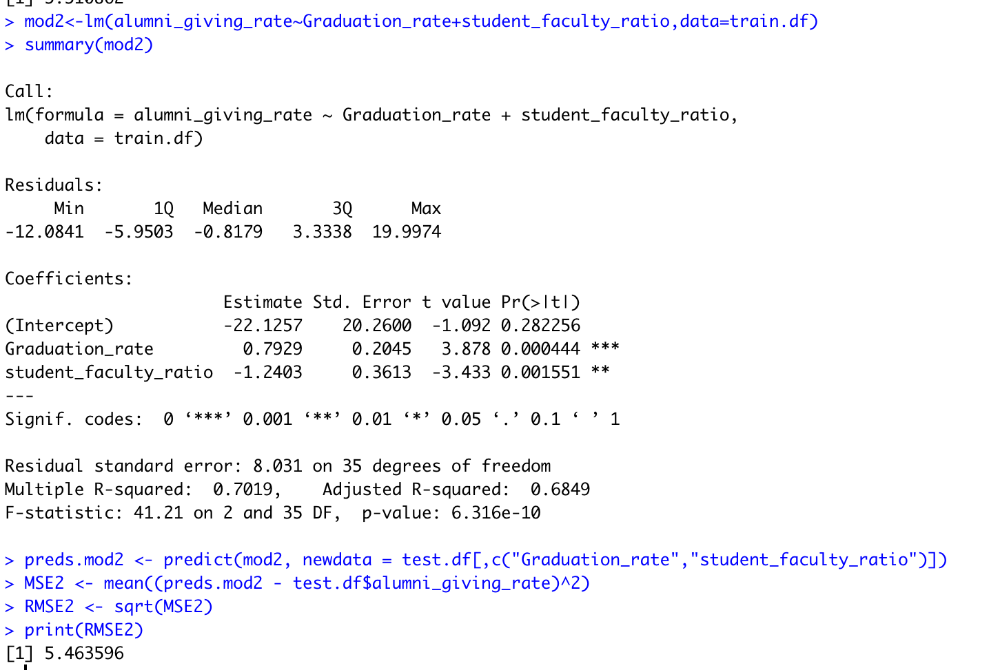 > mod2<-lm(alumni_giving_rate~Graduation_rate+student_faculty_ratio,data=train.df)
> summary(mod2)
Call:
lm(formula = alumni_giving_rate ~ Graduation_rate + student_faculty_ratio,
    data = train.df)
Residuals:
     Min       1Q   Median       3Q      Max
-12.0841  -5.9503  -0.8179   3.3338  19.9974
Coefficients:
                      Estimate Std. Error t value Pr(>|t|)
(Intercept)           -22.1257    20.2600  -1.092 0.282256
Graduation_rate         0.7929     0.2045   3.878 0.000444 ***
student_faculty_ratio  -1.2403     0.3613  -3.433 0.001551 **
---
Signif. codes:  0 ‘***’ 0.001 ‘**’ 0.01 ‘*’ 0.05 ‘.’ 0.1 ‘ ’ 1
Residual standard error: 8.031 on 35 degrees of freedom
Multiple R-squared:  0.7019,    Adjusted R-squared:  0.6849
F-statistic: 41.21 on 2 and 35 DF,  p-value: 6.316e-10
> preds.mod2 <- predict(mod2, newdata = test.df[,c("Graduation_rate","student_faculty_ratio")])
> MSE2 <- mean((preds.mod2 - test.df$alumni_giving_rate)^2)
> RMSE2 <- sqrt(MSE2)
> print(RMSE2)
[1] 5.463596